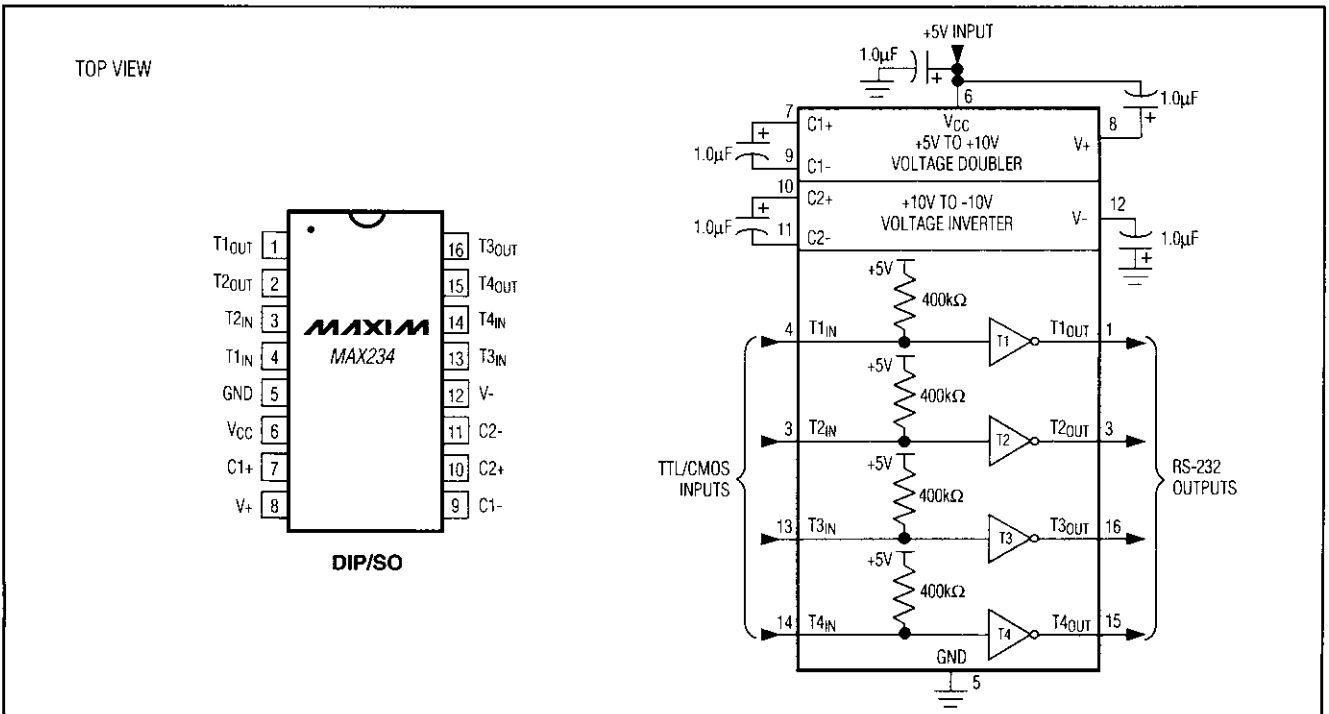 TOP VIEW
T1OUT 1
T2OUT 2
T2IN 3
T1IN 4
GND 5
VCC 6
C1+ 7
V+ 8
16 T3OUT
15 T4OUT
14 T4IN
13 T3IN
12 V-
11 C2-
10 C2+
9 C1-
MAXIM
MAX234
DIP/SO
+5V INPUT
1.0µF
+
6
1.0µF
+
7
C1+
VCC
+5V TO +10V
VOLTAGE DOUBLER
8
V+
+
1.0µF
9
C1-
10
C2+
+10V TO -10V
VOLTAGE INVERTER
12
V-
+
1.0µF
11
C2-
1.0µF
+
+5V
400kΩ
4 T1IN
T1
T1OUT 1
+5V
400kΩ
3 T2IN
T2
T2OUT 3
TTL/CMOS
INPUTS
RS-232
OUTPUTS
+5V
400kΩ
13 T3IN
T3
T3OUT 16
+5V
400kΩ
14 T4IN
T4
T4OUT 15
GND
5